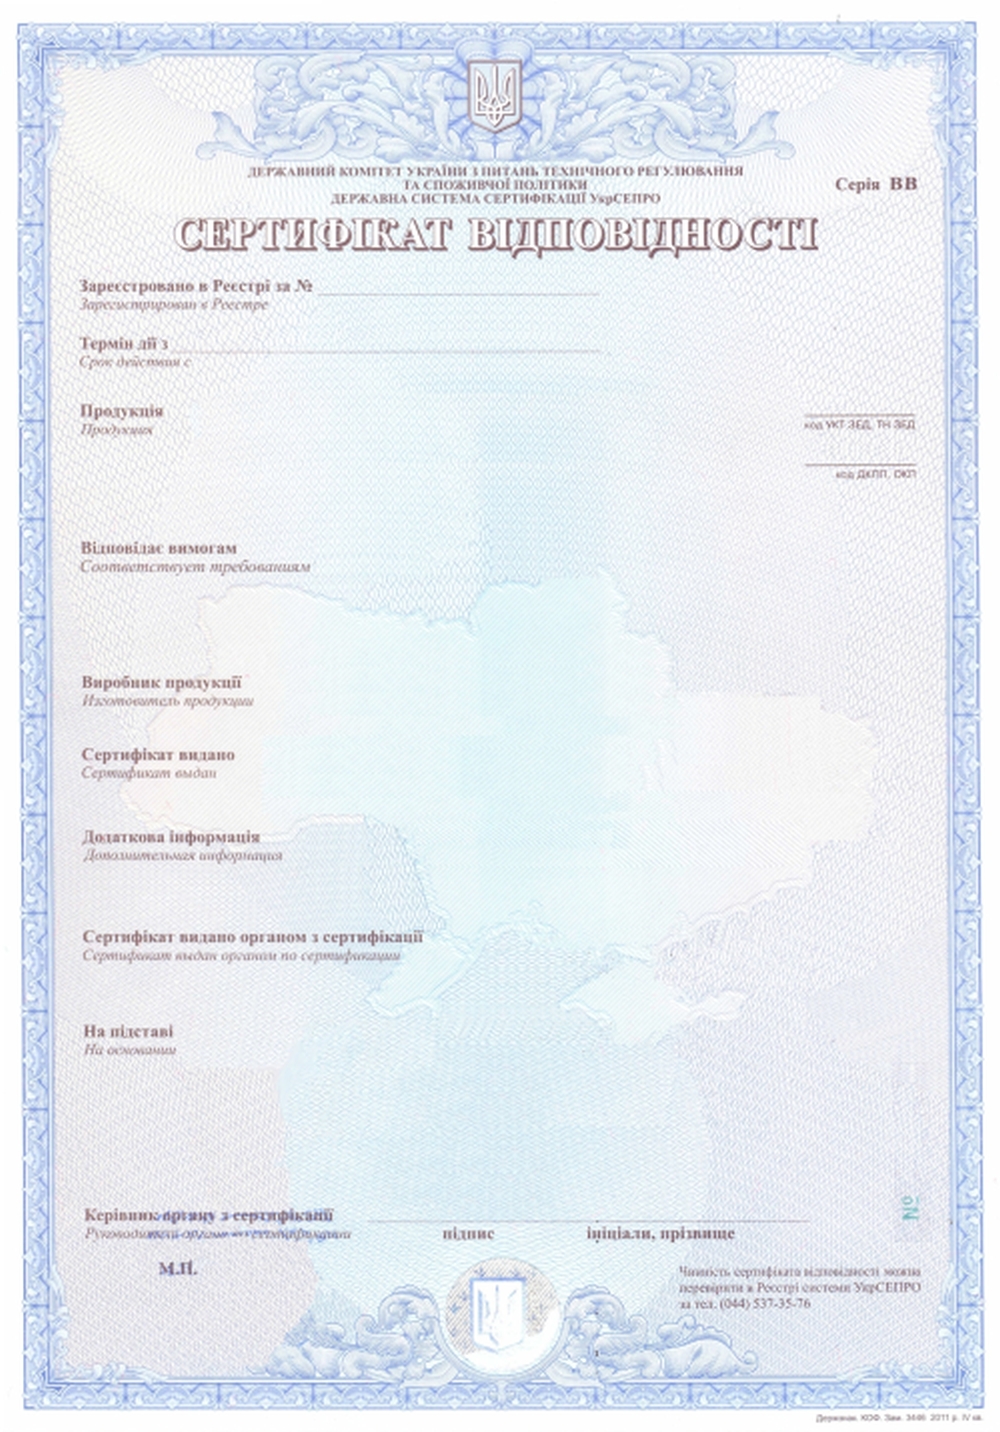 ДЕРЖАВНИЙ КОМІТЕТ УКРАЇНИ З ПИТАНЬ ТЕХНІЧНОГО РЕГУЛЮВАННЯ
ТА СПОЖИВЧОЇ ПОЛІТИКИ
ДЕРЖАВНА СИСТЕМА СЕРТИФІКАЦІЇ УкрСЕПРО
Серія ВВ
СЕРТИФІКАТ ВІДПОВІДНОСТІ
Зареєстровано в Реєстрі за №
Зарегистрирован в Реестре
Термін дії з
Срок действия с
Продукція
Продукция
код УКТ ЗЕД, ТН ЗЕД
код ДКПП, ОКП
Відповідає вимогам
Соответствует требованиям
Виробник продукції
Изготовитель продукции
Сертифікат видано
Сертификат выдан
Додаткова інформація
Дополнительная информация
Сертифікат видано органом з сертифікації
Сертификат выдан органом по сертификации
На підставі
На основании
№
Керівник органу з сертифікації
Руководитель органа по сертификации
підпис
ініціали, прізвище
М.П.
Чинність сертифіката відповідності можна
перевірити в Реєстрі системи УкрСЕПРО
за тел. (044) 537-35-76
Держзнак. КОФ. Зам. 3446 2011 р. IV кв.